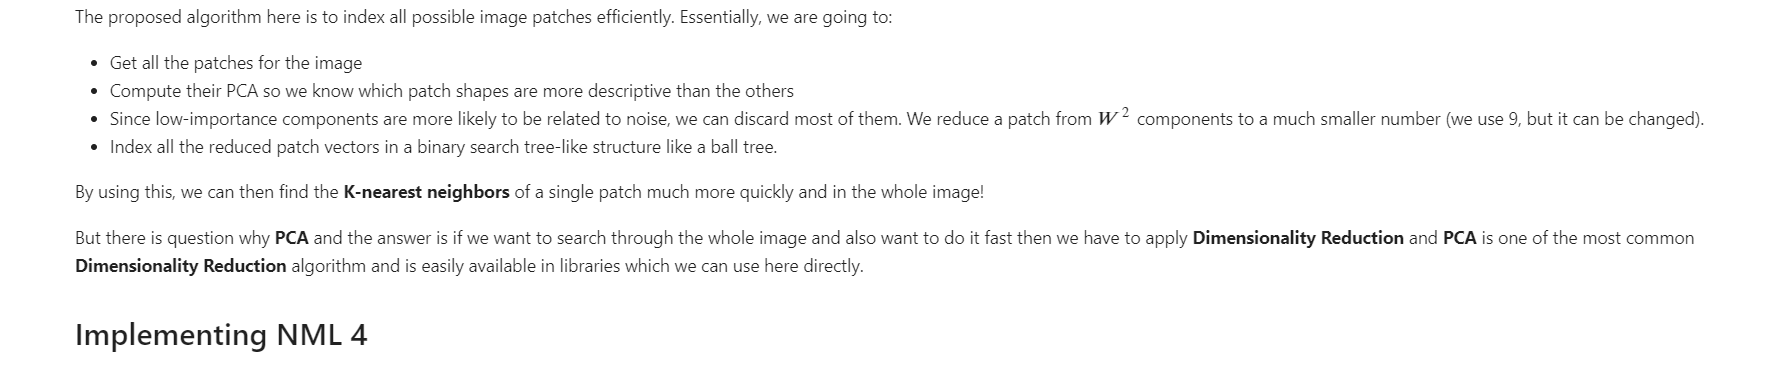 The proposed algorithm here is to index all possible image patches efficiently. Essentially, we are going to:
• Get all the patches for the image
• Compute their PCA so we know which patch shapes are more descriptive than the others
• Since low-importance components are more likely to be related to noise, we can discard most of them. We reduce a patch from W² components to a much smaller number (we use 9, but it can be changed).
• Index all the reduced patch vectors in a binary search tree-like structure like a ball tree.
By using this, we can then find the K-nearest neighbors of a single patch much more quickly and in the whole image!
But there is question why PCA and the answer is if we want to search through the whole image and also want to do it fast then we have to apply Dimensionality Reduction and PCA is one of the most common
Dimensionality Reduction algorithm and is easily available in libraries which we can use here directly.
Implementing NML 4